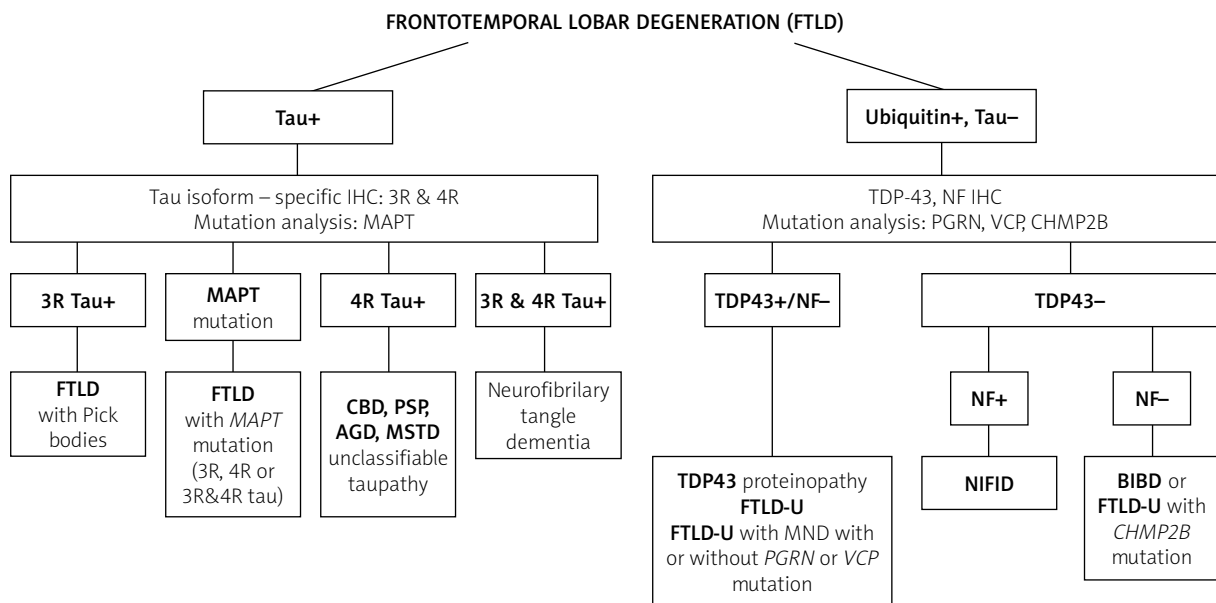 FRONTOTEMPORAL LOBAR DEGENERATION (FTLD)
Tau+
Ubiquitin+, Tau–
Tau isoform – specific IHC: 3R & 4R
Mutation analysis: MAPT
TDP-43, NF IHC
Mutation analysis: PGRN, VCP, CHMP2B
3R Tau+
MAPT
mutation
4R Tau+
3R & 4R Tau+
TDP43+/NF–
TDP43–
FTLD
with Pick
bodies
FTLD
with MAPT
mutation
(3R, 4R or
3R&4R tau)
CBD, PSP,
AGD, MSTD
unclassifiable
taupathy
Neurofibrilary
tangle
dementia
NF+
NF–
TDP43 proteinopathy
FTLD-U
FTLD-U with MND with
or without PGRN or VCP
mutation
NIFID
BIBD or
FTLD-U with
CHMP2B
mutation